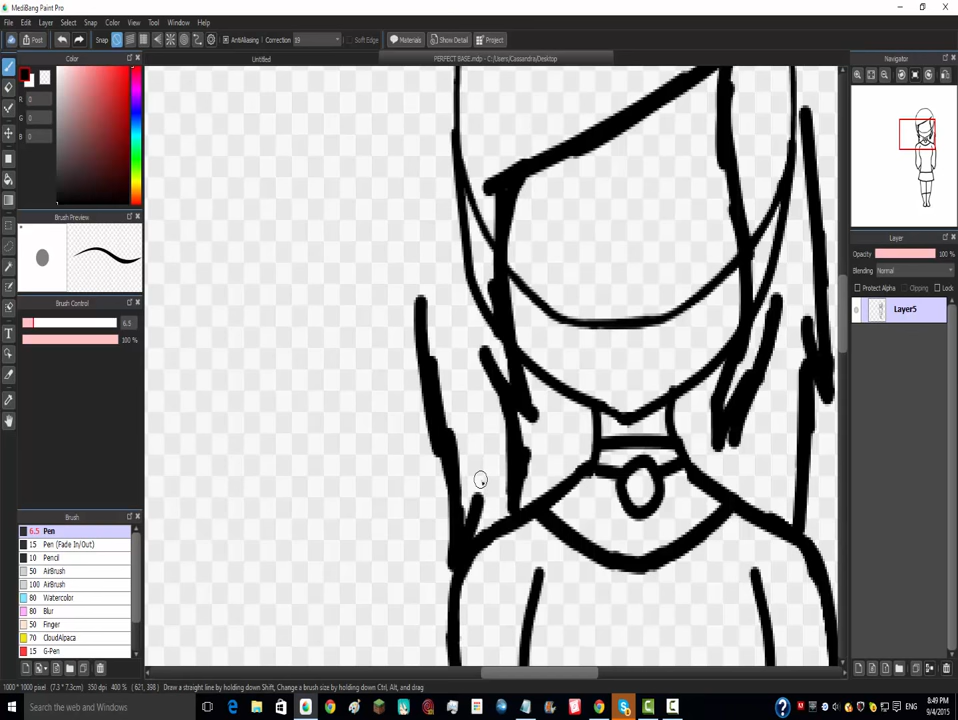 MediBang Paint Pro
File Edit Layer Select Snap Color View Tool Window Help
Post Snap AntiAliasing Correction 19 Soft Edge Materials Show Detail Project
Color Untitled PERFECT BASE.mdp - C:/Users/Cassandra/Desktop Navigator
R 0
G 0
B 0
Brush Preview
Layer
Opacity 100 %
Blending Normal
Protect Alpha Clipping Lock
Layer5
Brush Control
6.5
100 %
Brush
6.5 Pen
15 Pen (Fade In/Out)
10 Pencil
50 AirBrush
100 AirBrush
80 Watercolor
80 Blur
50 Finger
70 CloudAlpaca
15 G-Pen
1000 * 1000 pixel (7.3 * 7.3cm) 350 dpi 400 % ( 621, 398 ) Draw a straight line by holding down Shift, Change a brush size by holding down Ctrl, Alt, and drag
Search the web and Windows
ENG
8:49 PM
9/4/2015